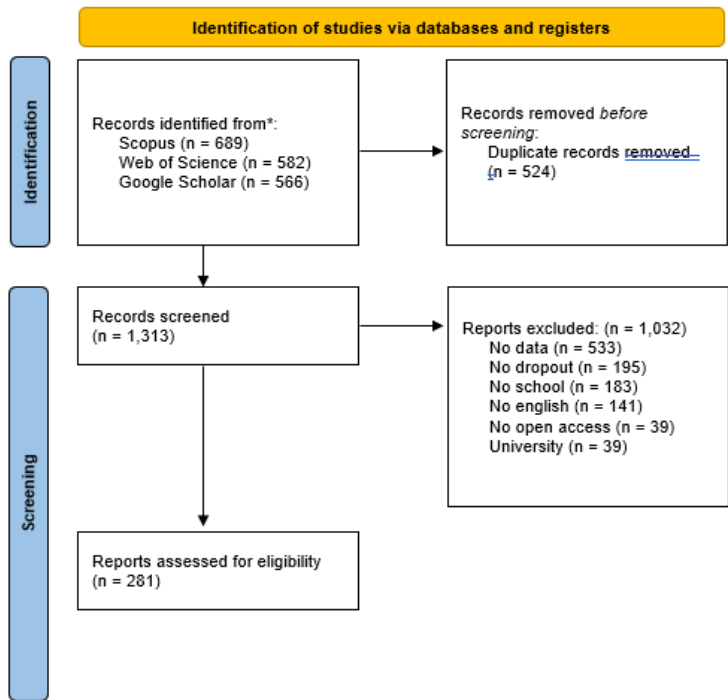 Identification of studies via databases and registers
Identification
Records identified from*:
Scopus (n = 689)
Web of Science (n = 582)
Google Scholar (n = 566)
Records removed before
screening:
Duplicate records removed
(n = 524)
Screening
Records screened
(n = 1,313)
Reports excluded: (n = 1,032)
No data (n = 533)
No dropout (n = 195)
No school (n = 183)
No english (n = 141)
No open access (n = 39)
University (n = 39)
Reports assessed for eligibility
(n = 281)